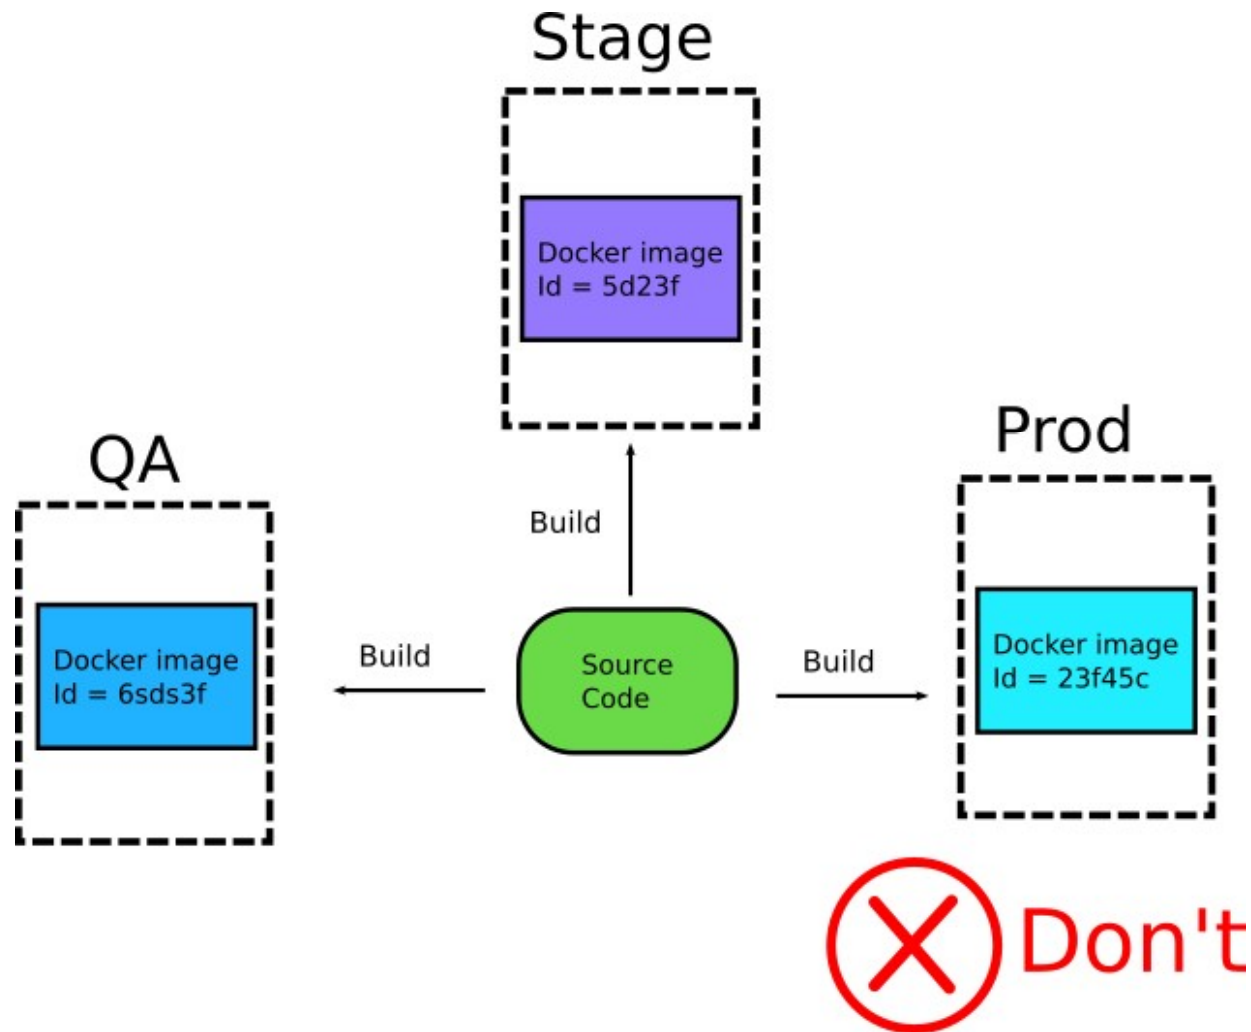 Stage
Docker image
Id = 5d23f
QA
Prod
Build
Docker image
Id = 6sds3f
Build
Source
Code
Build
Docker image
Id = 23f45c
Don't